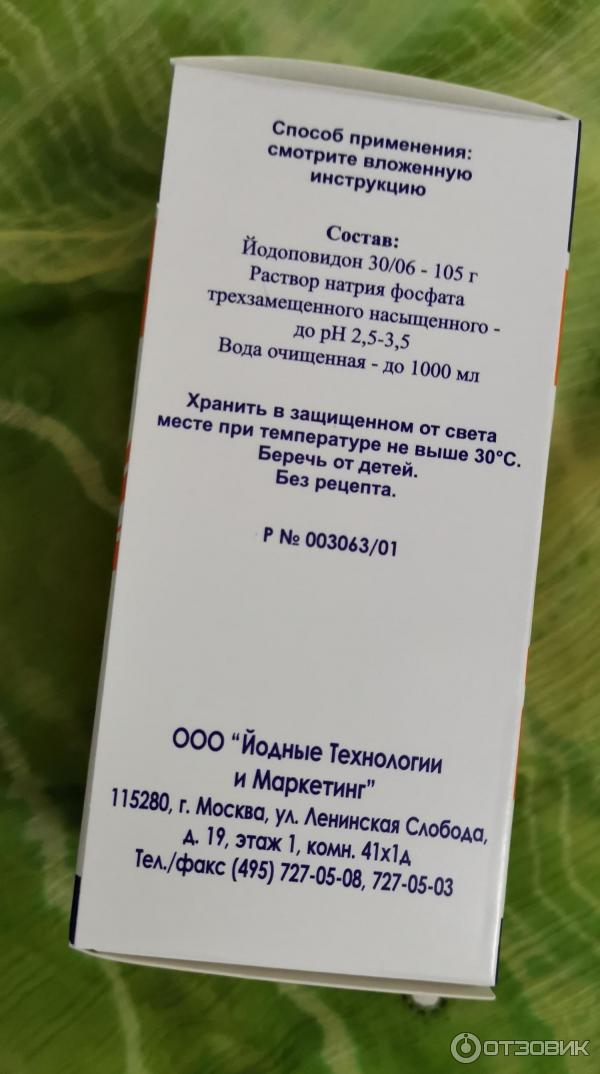 Способ применения:
смотрите вложенную
инструкцию
Состав:
Йодоповидон 30/06 - 105 г
Раствор натрия фосфата
трехзамещенного насыщенного -
до рН 2,5-3,5
Вода очищенная - до 1000 мл
Хранить в защищенном от света
месте при температуре не выше 30°С.
Беречь от детей.
Без рецепта.
Р № 003063/01
ООО “Йодные Технологии
и Маркетинг”
115280, г. Москва, ул. Ленинская Слобода,
д. 19, этаж 1, комн. 41х1д
Тел./факс (495) 727-05-08, 727-05-03
ОТЗОВИК